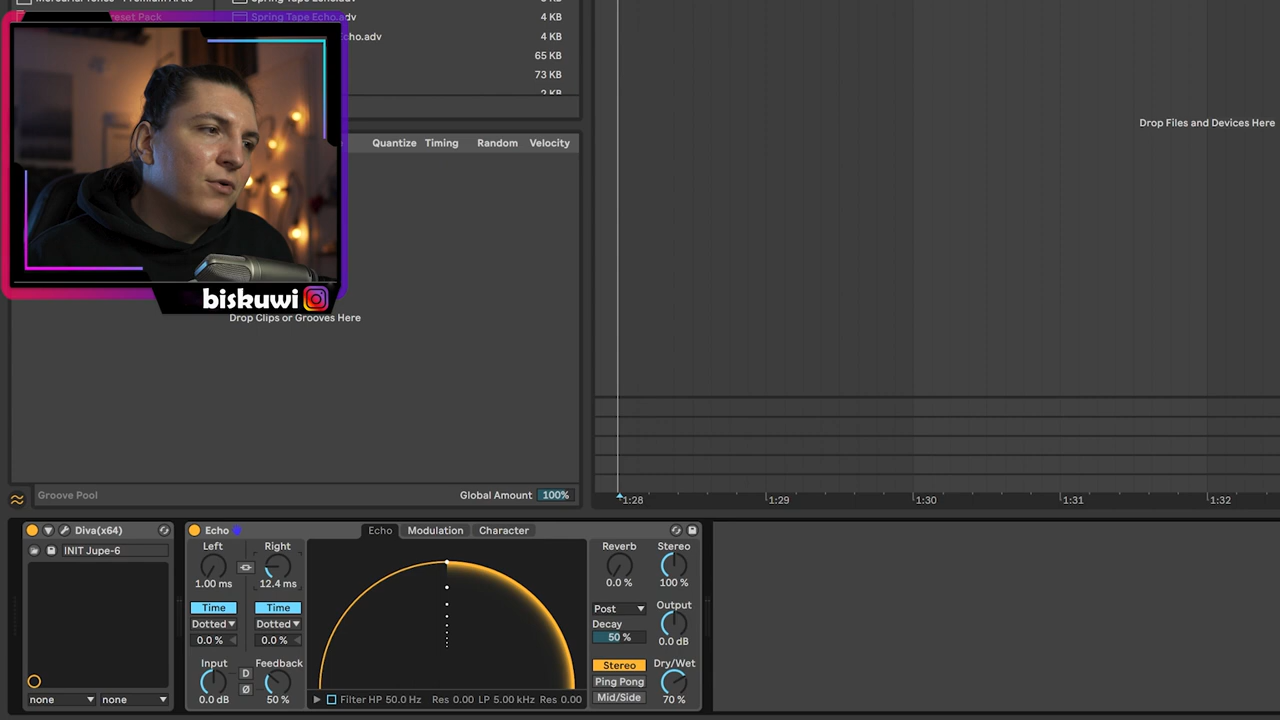 Spring Tape Echo.adv
4 KB
4 KB
65 KB
73 KB
Quantize Timing Random Velocity
Drop Files and Devices Here
biskuwi
Drop Clips or Grooves Here
Groove Pool
Global Amount 100%
1:28 1:29 1:30 1:31 1:32
Diva(x64)
INIT Jupe-6
none none
Echo
Echo Modulation Character
Left Right
1.00 ms 12.4 ms
Time Time
Dotted Dotted
0.0 % 0.0 %
Input Feedback
D
Ø
0.0 dB 50 %
Filter HP 50.0 Hz Res 0.00 LP 5.00 kHz Res 0.00
Reverb Stereo
0.0 % 100 %
Post Output
Decay
50 % 0.0 dB
Stereo Dry/Wet
Ping Pong
Mid/Side 70 %